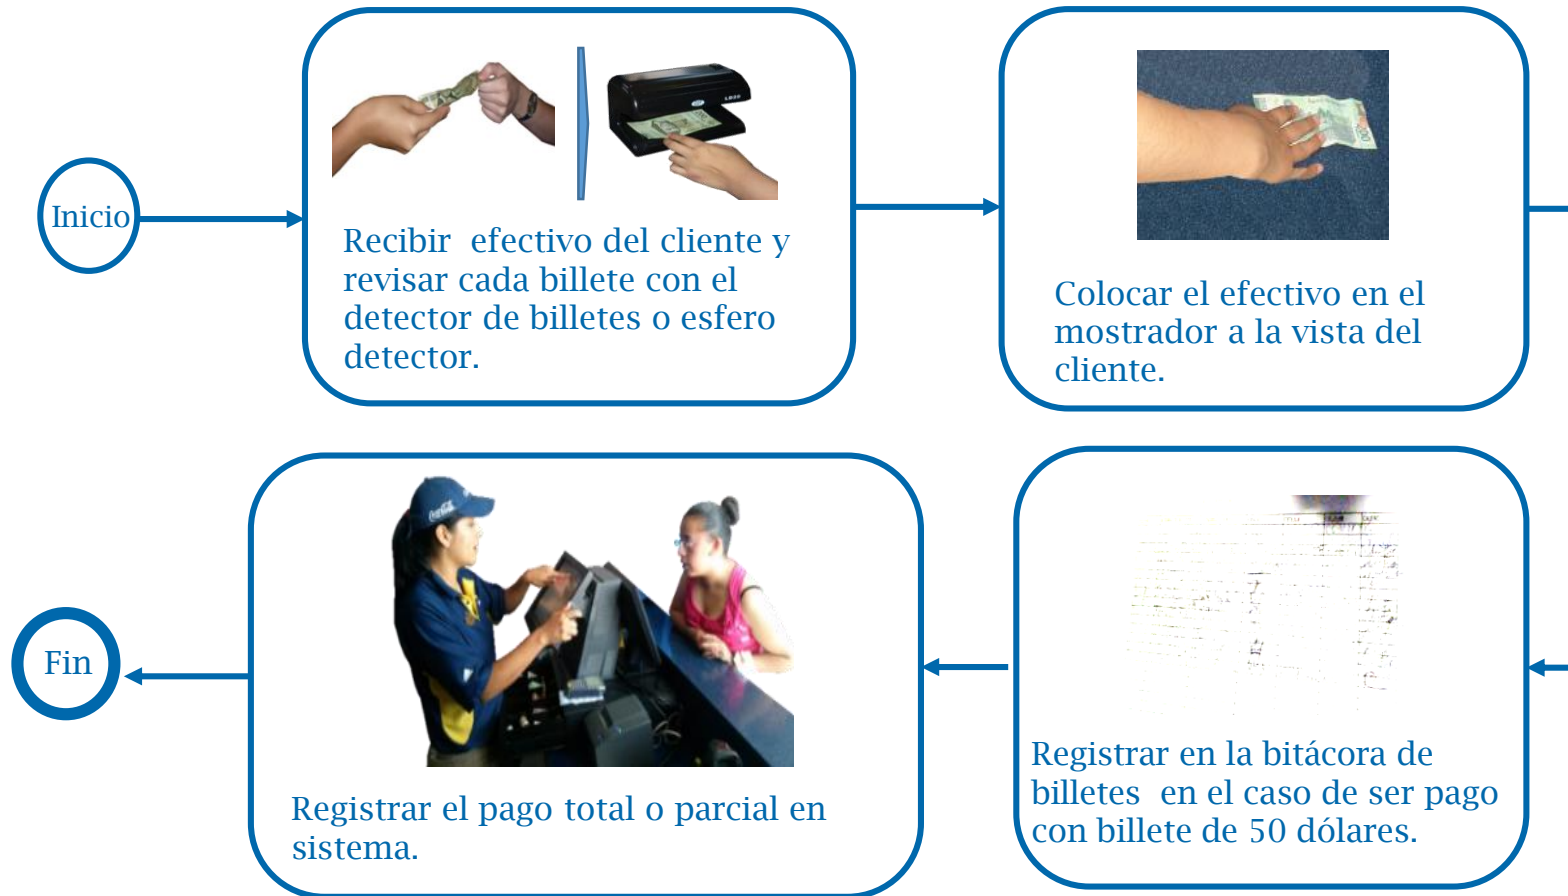 Inicio
Recibir efectivo del cliente y
revisar cada billete con el
detector de billetes o esfero
detector.
Colocar el efectivo en el
mostrador a la vista del
cliente.
Registrar en la bitácora de
billetes en el caso de ser pago
con billete de 50 dólares.
Registrar el pago total o parcial en
sistema.
Fin